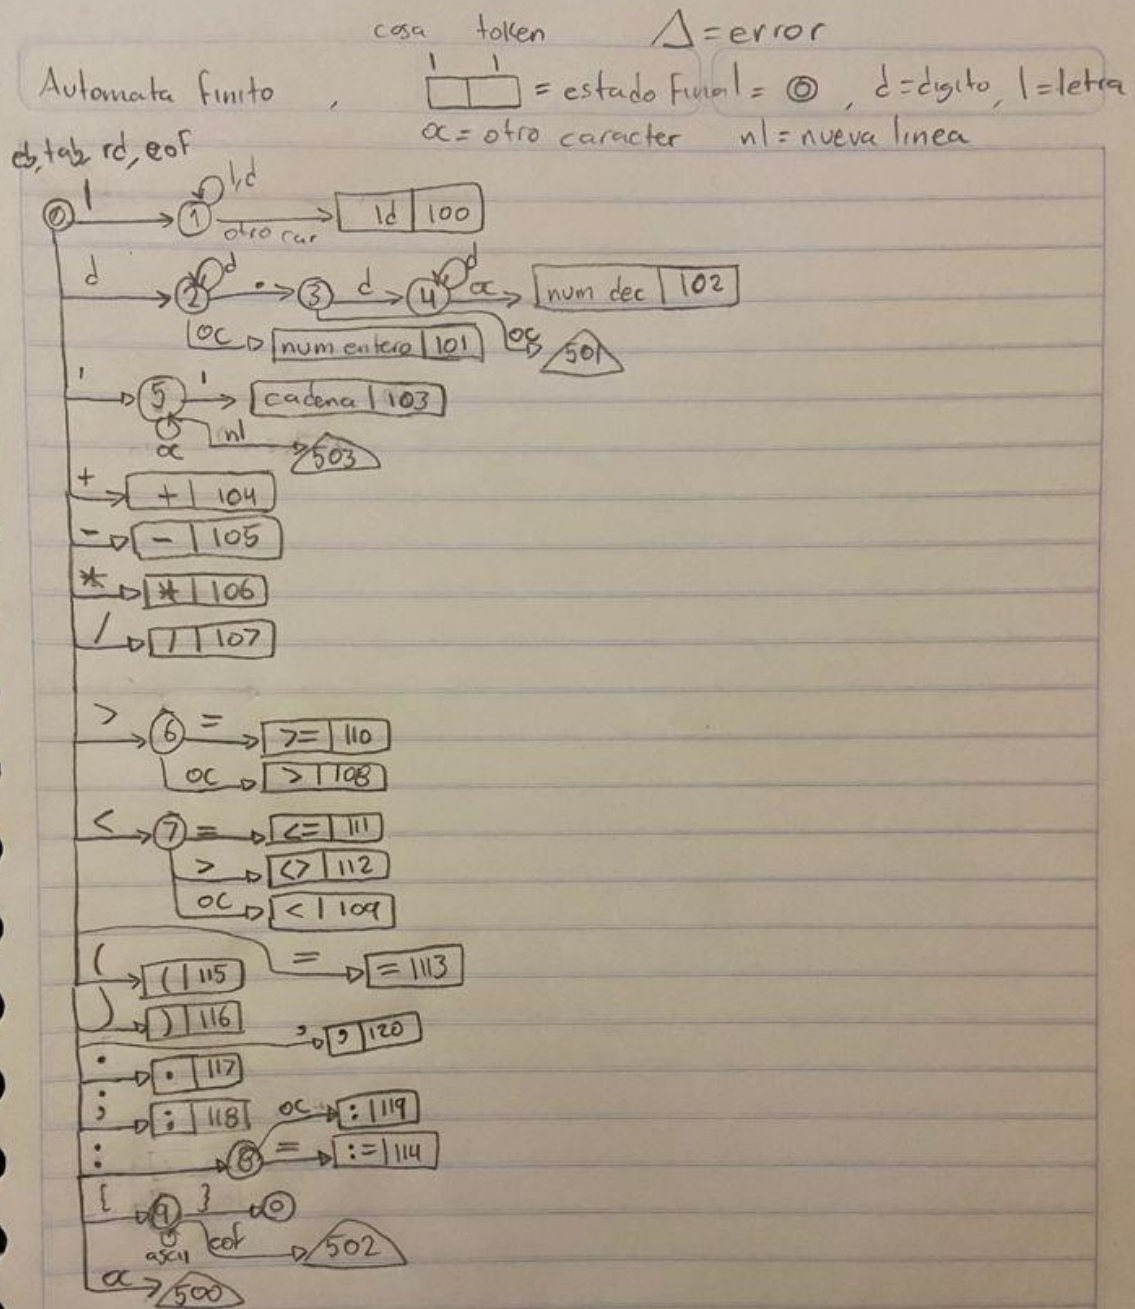 cosa token Δ=error
Automata finito , = estado final = ⓞ , d=digito, l=letra
oc = otro caracter nl = nueva linea
eb, tab, rd, eof
l l,d
0 1 otro car Id 100
d d d
2 . 3 d 4 oc num dec 102
oc num entero 101 oc 501
' 5 ' cadena 103
oc nl 503
+ + 104
- - 105
* * 106
/ / 107
> 6 = >= 110
oc > 108
< 7 = <= 111
> <> 112
oc < 109
( ( 115 = = 113
) ) 116
, , 120
. . 117
; ; 118 oc : 119
: 8 = := 114
{ 9 } 0
ascii eof 502
oc 500